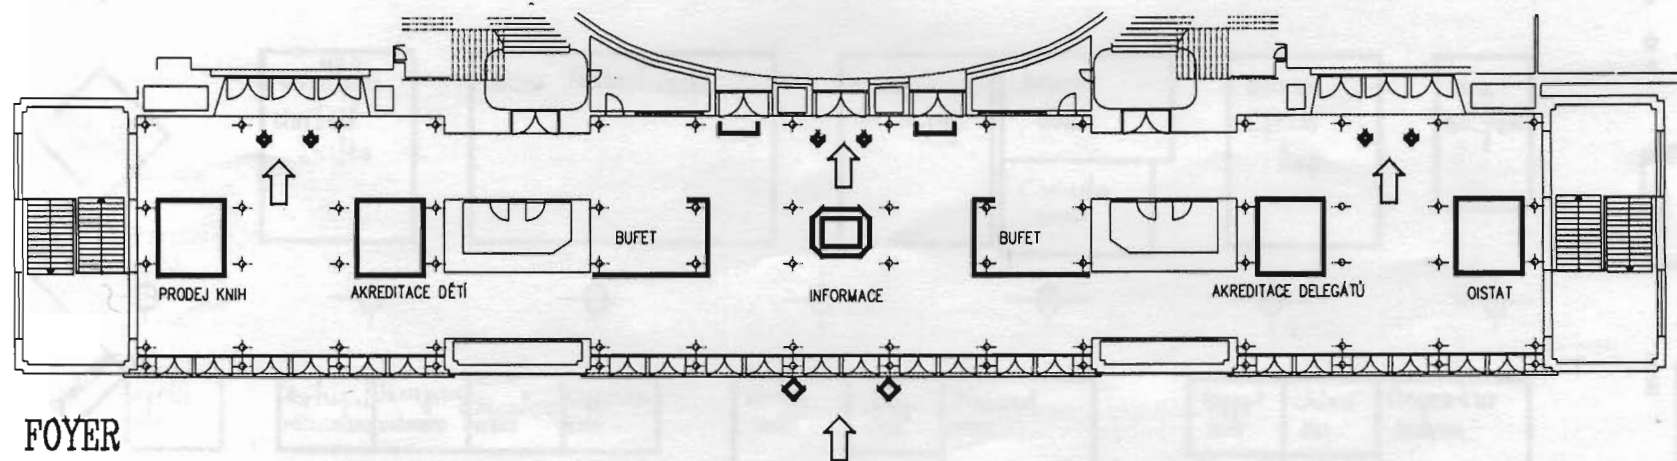 BUFET
BUFET
PRODEJ KNIH
AKREDITACE DĚTÍ
INFORMACE
AKREDITACE DELEGÁTŮ
OISTAT
FOYER